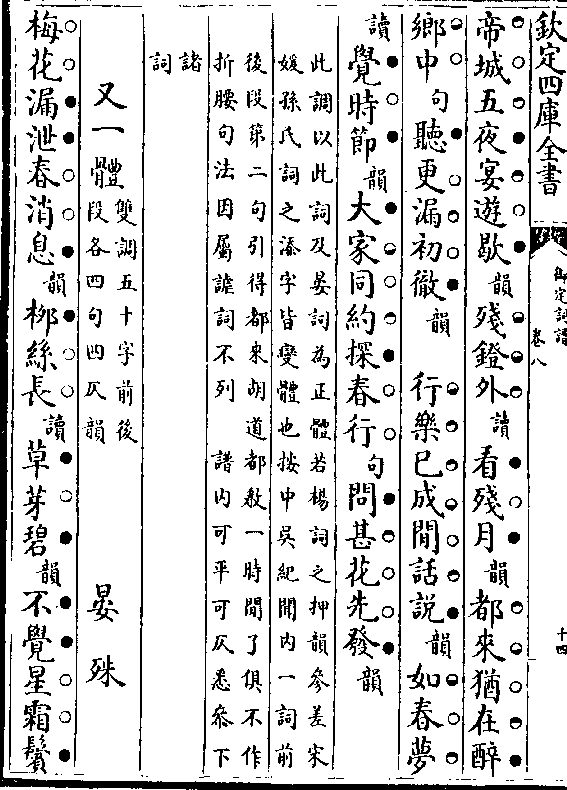 欽定四庫全書
御定詞譜 卷八
十四
帝城五夜宴遊歇韻殘鐙外讀看殘月韻都來猶在醉
鄉中句聽更漏初徹韻 行樂已成閒話說韻如春夢
讀覺時節韻大家同約探春行句問甚花先發韻
此調以此詞及晏詞為正體若楊詞之押韻參差宋
媛孫氏詞之添字皆變體也按中吳紀聞內一詞前
後段第二句引得都來胡道都教一時閒了俱不作
折腰句法因屬諧詞不列 譜內可平可仄悉參下
諸
詞
又一體雙調五十字前後
段各四句四仄韻 晏殊
梅花漏泄春消息韻栁絲長讀草芽碧韻不覺星霜鬢